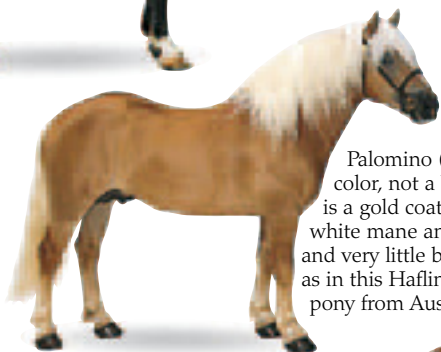 Palomino (
color, not a
is a gold coat
white mane an
and very little b
as in this Haflin
pony from Aus